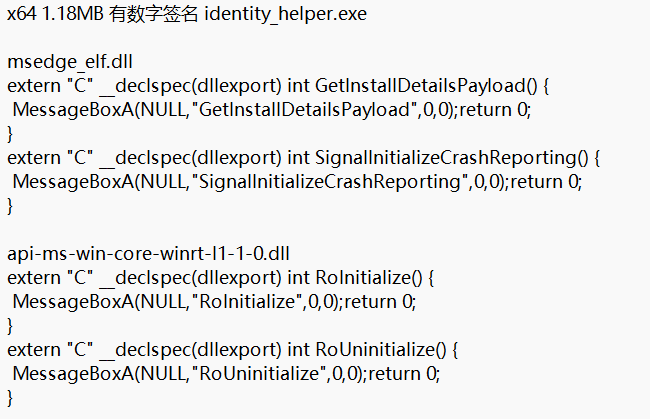 x64 1.18MB 有数字签名 identity_helper.exe
msedge_elf.dll
extern "C" __declspec(dllexport) int GetInstallDetailsPayload() {
 MessageBoxA(NULL,"GetInstallDetailsPayload",0,0);return 0;
}
extern "C" __declspec(dllexport) int SignalInitializeCrashReporting() {
 MessageBoxA(NULL,"SignalInitializeCrashReporting",0,0);return 0;
}
api-ms-win-core-winrt-l1-1-0.dll
extern "C" __declspec(dllexport) int RoInitialize() {
 MessageBoxA(NULL,"RoInitialize",0,0);return 0;
}
extern "C" __declspec(dllexport) int RoUninitialize() {
 MessageBoxA(NULL,"RoUninitialize",0,0);return 0;
}